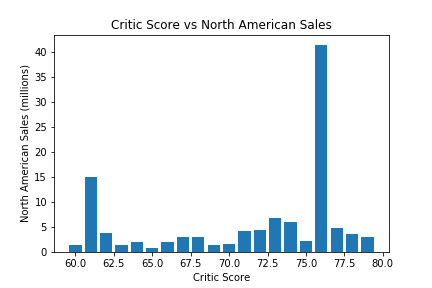 Critic Score vs North American Sales
North American Sales (millions)
40
35
30
25
20
15
10
5
0
60.0 62.5 65.0 67.5 70.0 72.5 75.0 77.5 80.0
Critic Score